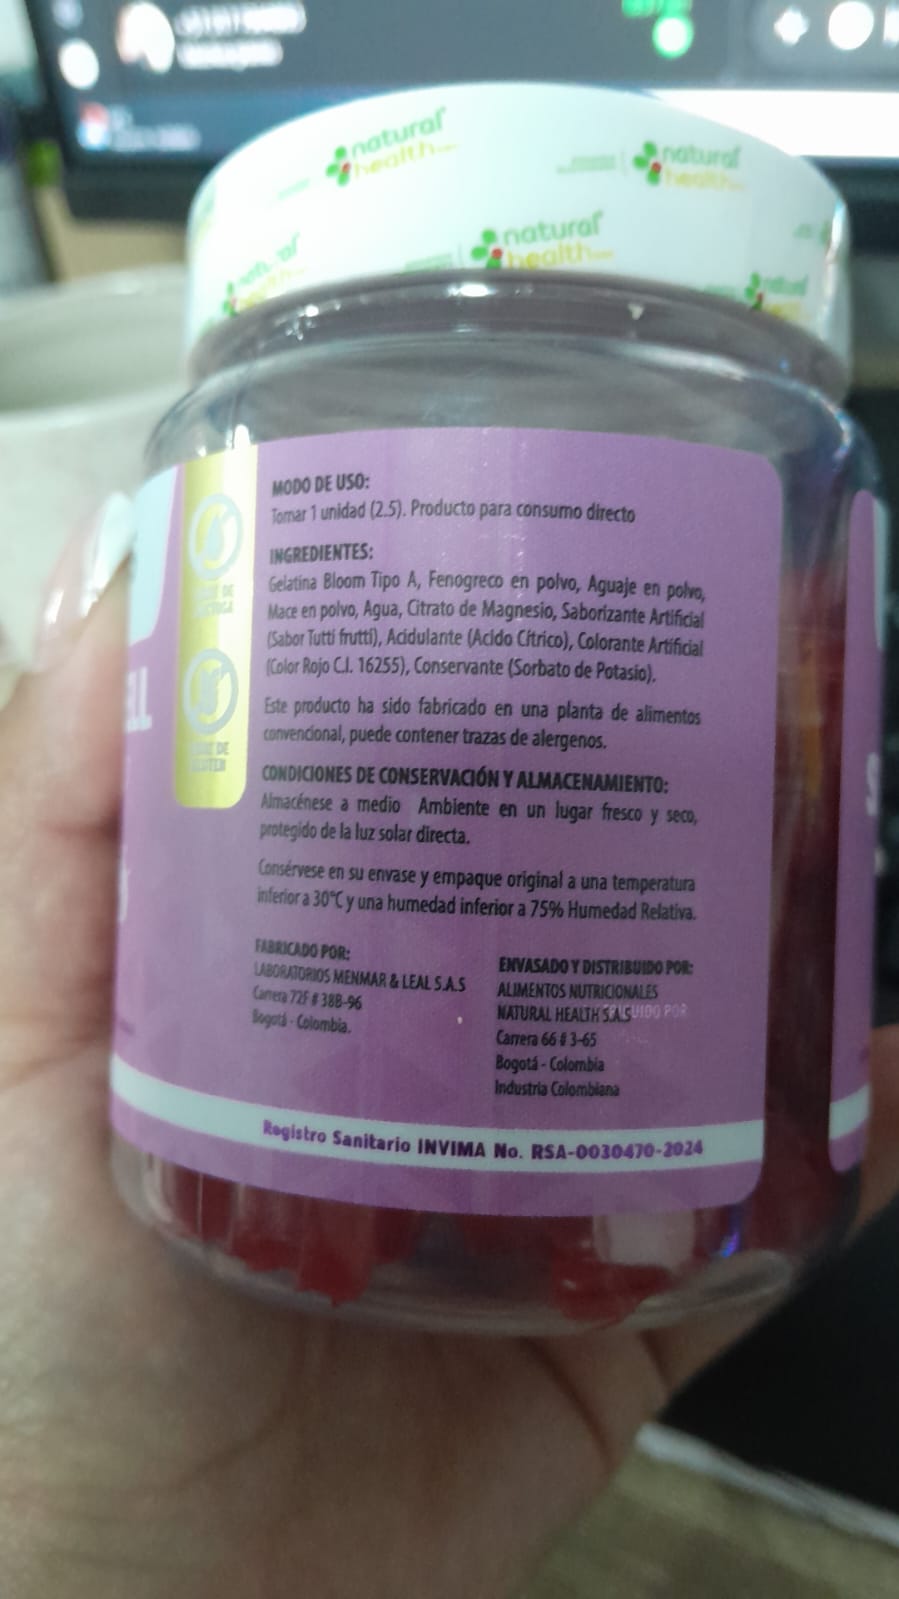 natural
health
natural
health
natural
health
natural
MODO DE USO:
Tomar 1 unidad (2.5). Producto para consumo directo
INGREDIENTES:
Gelatina Bloom Tipo A, Fenogreco en polvo, Aguaje en polvo,
Mace en polvo, Agua, Citrato de Magnesio, Saborizante Artificial
(Sabor Tutti frutti), Acidulante (Acido Cítrico), Colorante Artificial
(Color Rojo C.I. 16255), Conservante (Sorbato de Potasio).
Este producto ha sido fabricado en una planta de alimentos
convencional, puede contener trazas de alergenos.
CONDICIONES DE CONSERVACIÓN Y ALMACENAMIENTO:
Almacénese a medio Ambiente en un lugar fresco y seco,
protegido de la luz solar directa.
Consérvese en su envase y empaque original a una temperatura
inferior a 30°C y una humedad inferior a 75% Humedad Relativa.
FABRICADO POR:
LABORATORIOS MENMAR & LEAL S.A.S
Carrera 72F # 38B-96
Bogotá - Colombia.
ENVASADO Y DISTRIBUIDO POR:
ALIMENTOS NUTRICIONALES
NATURAL HEALTH S.A.S
Carrera 66 # 3-65
Bogotá - Colombia
Industria Colombiana
Registro Sanitario INVIMA No. RSA-0030470-2024